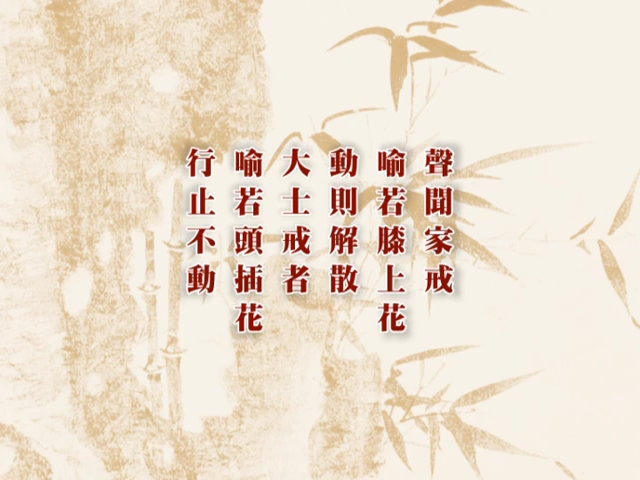 聲聞家戒
喻若膝上花
動則解散
大士戒者
喻若頭插花
行止不動